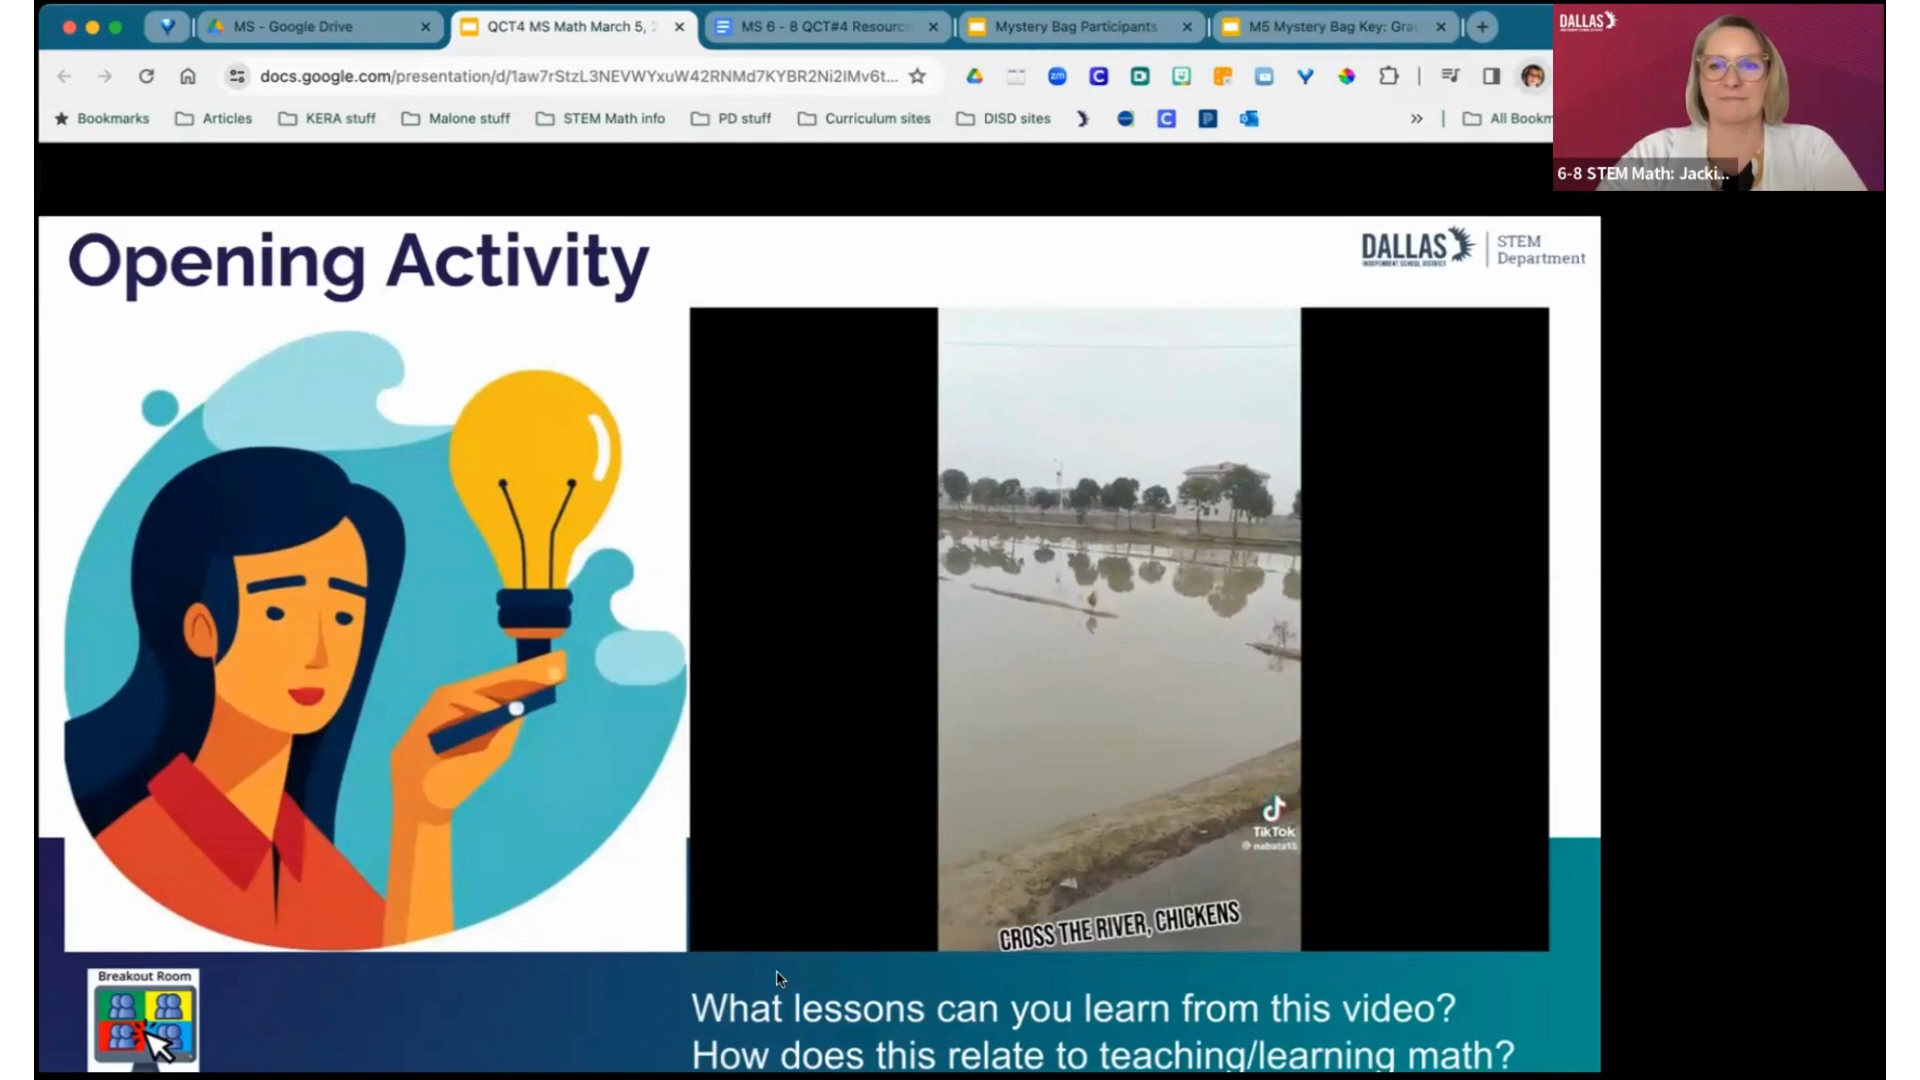 MS - Google Drive
QCT4 MS Math March 5,
MS 6 - 8 QCT#4 Resourc
Mystery Bag Participants
M5 Mystery Bag Key: Gra
docs.google.com/presentation/d/1aw7rStzL3NEVWYxuW42RNMd7KYBR2Ni2lMv6t...
Bookmarks
Articles
KERA stuff
Malone stuff
STEM Math info
PD stuff
Curriculum sites
DISD sites
All Bookm
DALLAS
6-8 STEM Math: Jacki...
Opening Activity
DALLAS
INDEPENDENT SCHOOL DISTRICT
STEM
Department
TikTok
@nabata15
CROSS THE RIVER, CHICKENS
Breakout Room
What lessons can you learn from this video?
How does this relate to teaching/learning math?